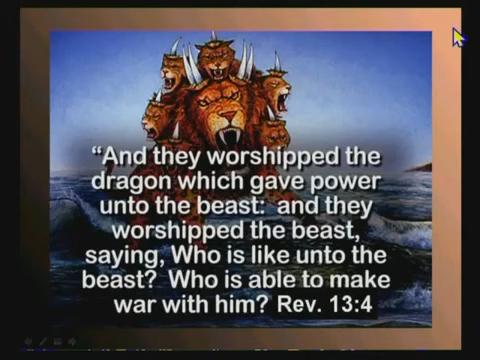 “And they worshipped the
dragon which gave power
unto the beast: and they
worshipped the beast,
saying, Who is like unto the
beast? Who is able to make
war with him? Rev. 13:4